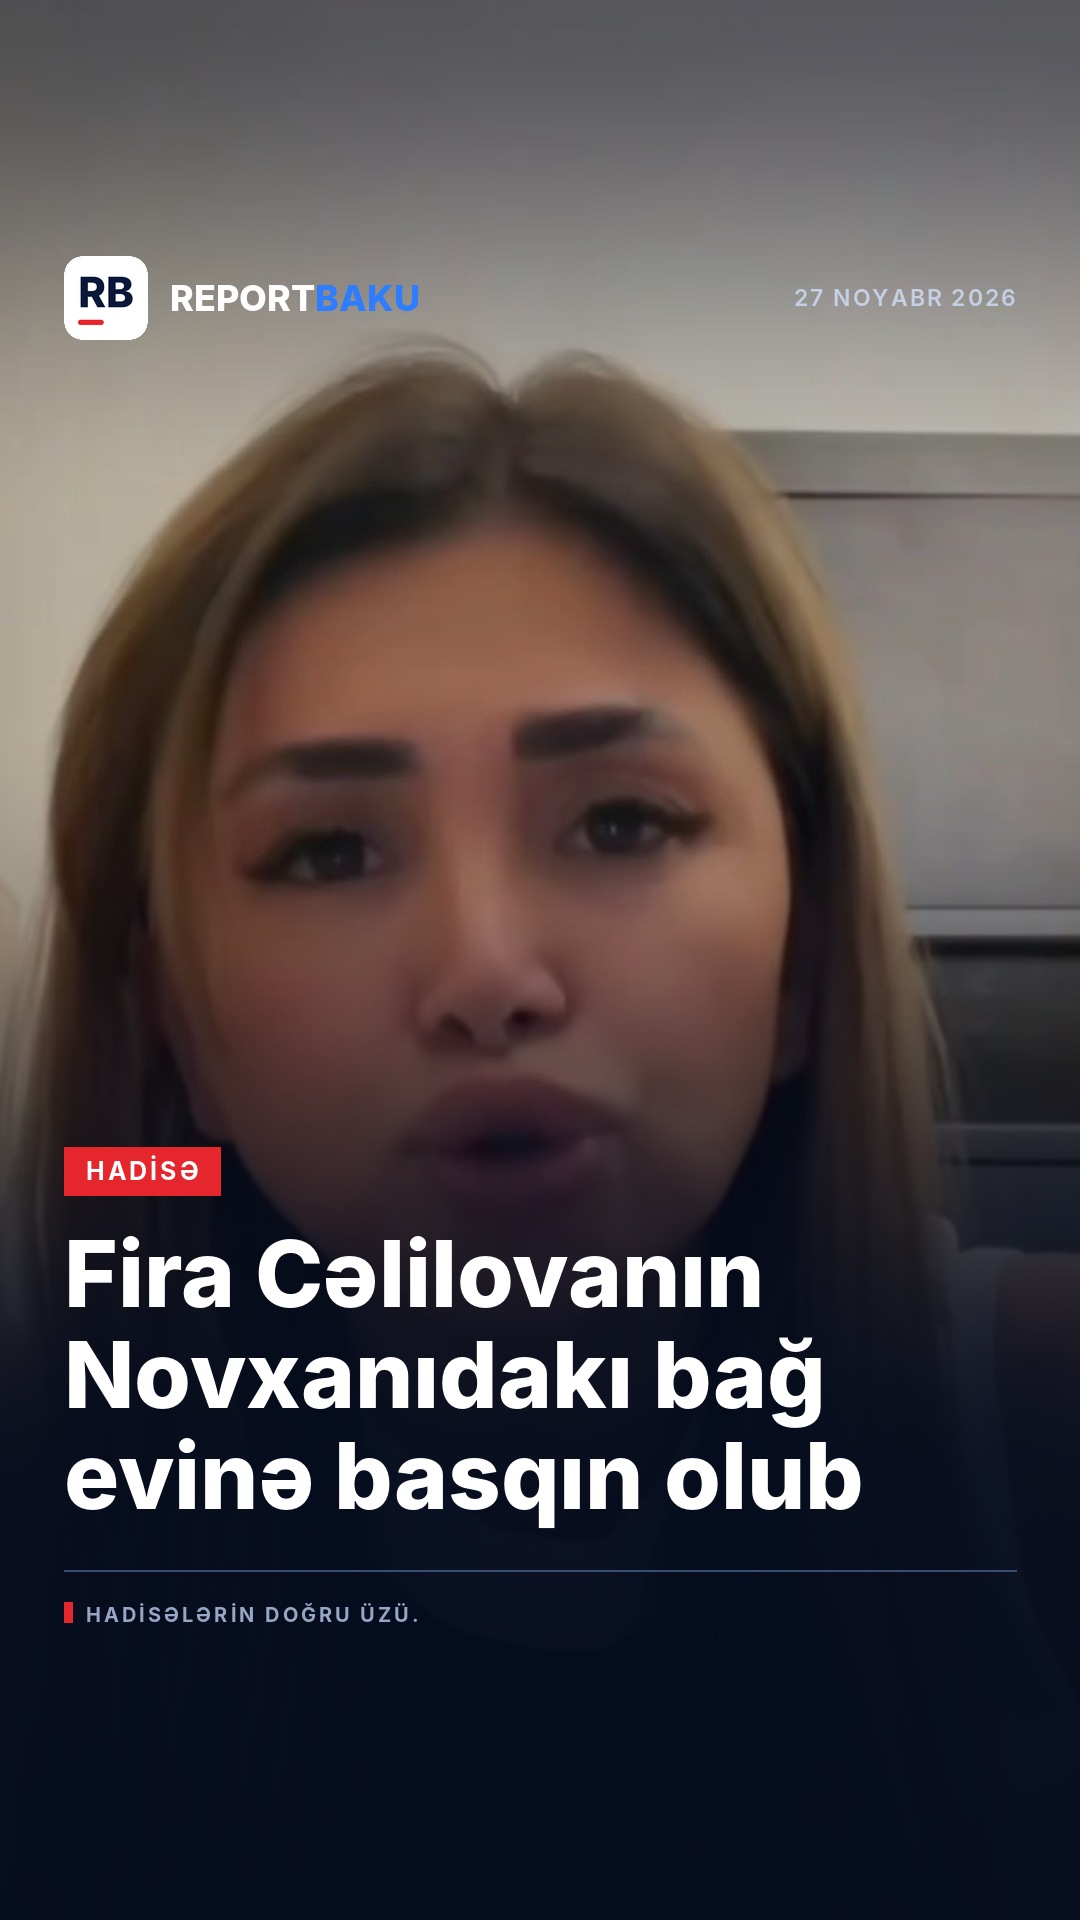 RB
REPORTBAKU
27 NOYABR 2026
HADİSƏ
Fira Cəlilovanın
Novxanıdakı bağ
evinə basqın olub
HADİSƏLƏRİN DOĞRU ÜZÜ.